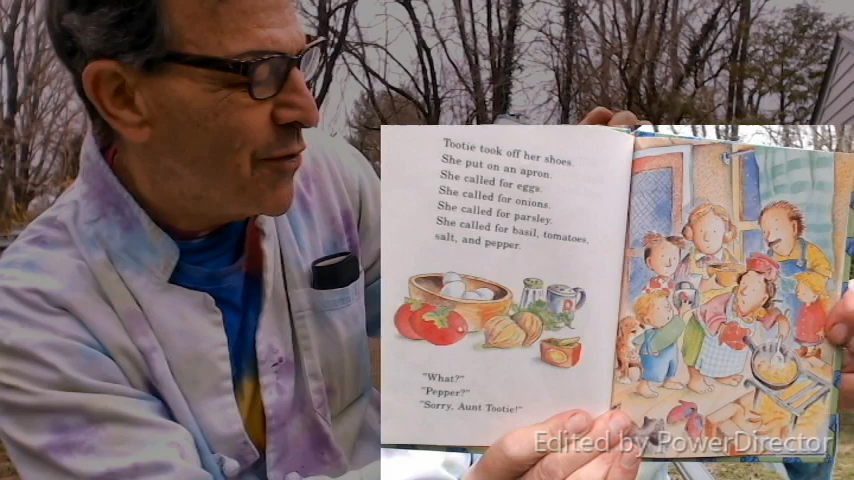 Tootie took off her shoes.
She put on an apron.
She called for eggs.
She called for onions.
She called for parsley.
She called for basil, tomatoes,
salt, and pepper.
"What?"
"Pepper?"
"Sorry, Aunt Tootie!"
Edited by PowerDirector